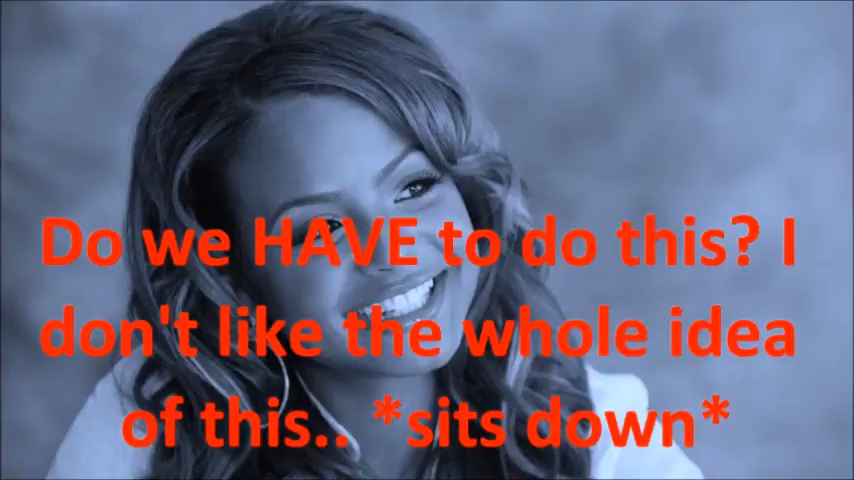 Do we HAVE to do this? I
don't like the whole idea
of this.. *sits down*